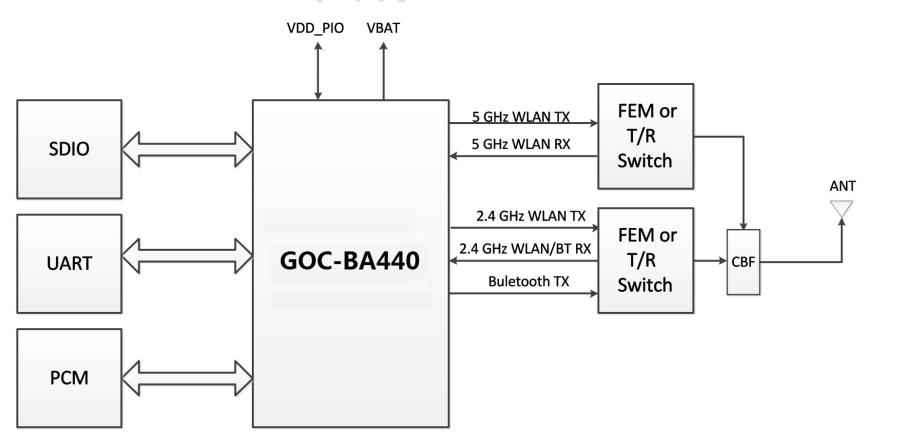 VDD_PIO
VBAT
SDIO
UART
PCM
GOC-BA440
5 GHz WLAN TX
5 GHz WLAN RX
2.4 GHz WLAN TX
2.4 GHz WLAN/BT RX
Buletooth TX
FEM or
T/R
Switch
FEM or
T/R
Switch
CBF
ANT